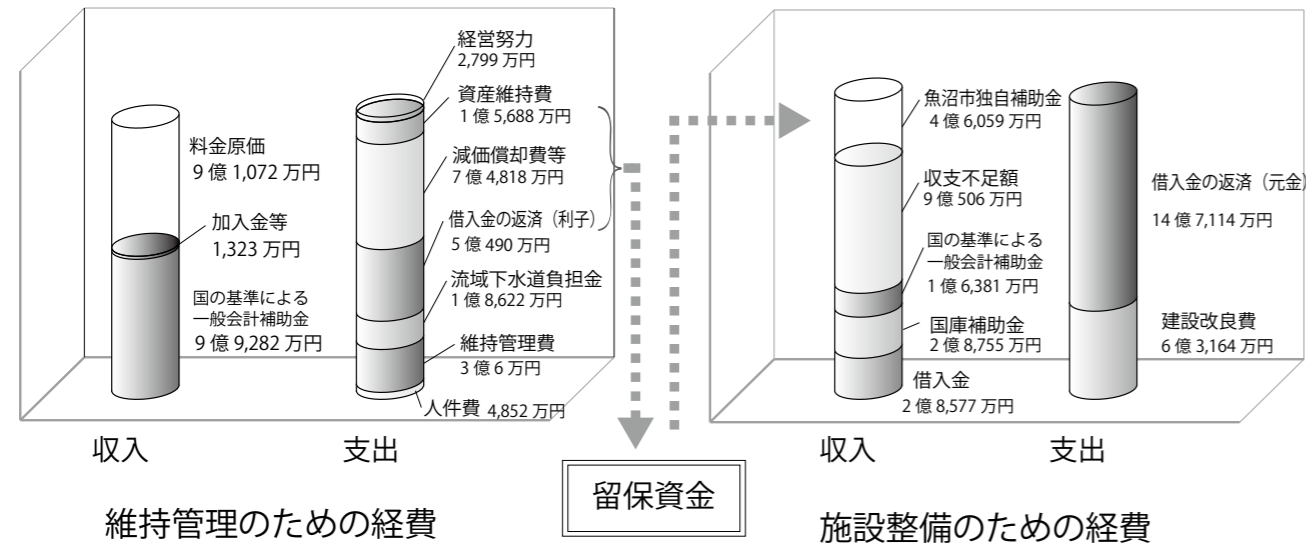 料金原価
9 億 1,072 万円
加入金等
1,323 万円
国の基準による
一般会計補助金
9 億 9,282 万円
収入
経営努力
2,799 万円
資産維持費
1 億 5,688 万円
減価償却費等
7 億 4,818 万円
借入金の返済（利子）
5 億 490 万円
流域下水道負担金
1 億 8,622 万円
維持管理費
3 億 6 万円
人件費 4,852 万円
支出
維持管理のための経費
留保資金
魚沼市独自補助金
4 億 6,059 万円
収支不足額
9 億 506 万円
国の基準による
一般会計補助金
1 億 6,381 万円
国庫補助金
2 億 8,755 万円
借入金
2 億 8,577 万円
収入
借入金の返済（元金）
14 億 7,114 万円
建設改良費
6 億 3,164 万円
支出
施設整備のための経費